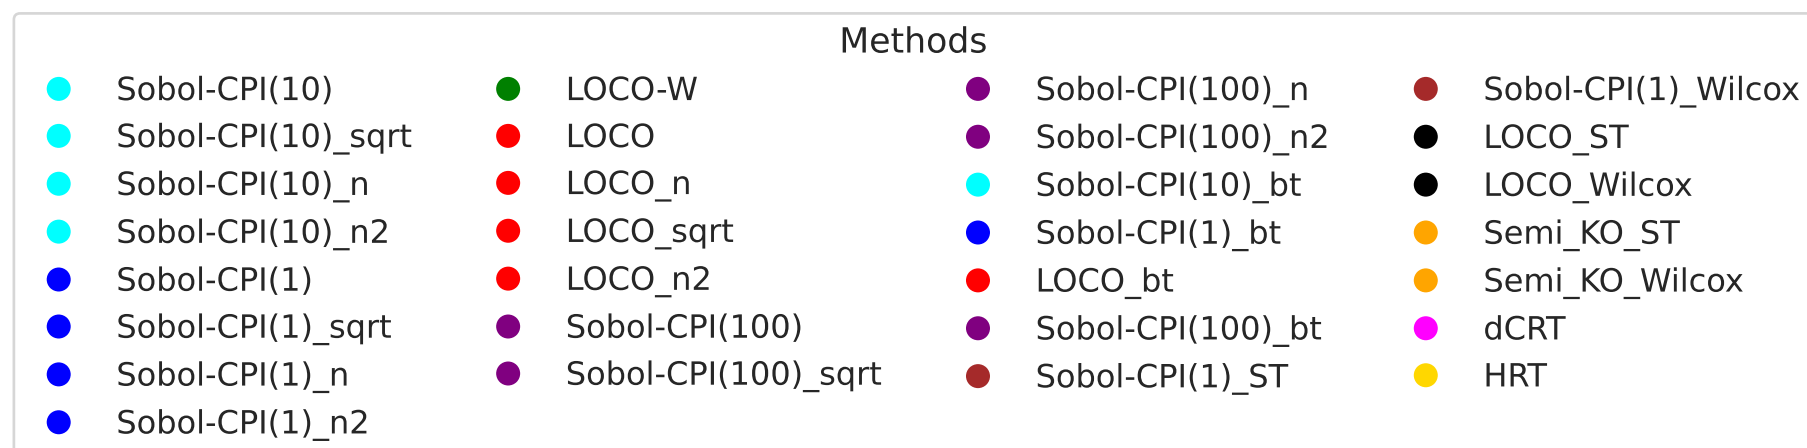 Methods
Sobol-CPI(10)
Sobol-CPI(10)_sqrt
Sobol-CPI(10)_n
Sobol-CPI(10)_n2
Sobol-CPI(1)
Sobol-CPI(1)_sqrt
Sobol-CPI(1)_n
Sobol-CPI(1)_n2
LOCO-W
LOCO
LOCO_n
LOCO_sqrt
LOCO_n2
Sobol-CPI(100)
Sobol-CPI(100)_sqrt
Sobol-CPI(100)_n
Sobol-CPI(100)_n2
Sobol-CPI(10)_bt
Sobol-CPI(1)_bt
LOCO_bt
Sobol-CPI(100)_bt
Sobol-CPI(1)_ST
Sobol-CPI(1)_Wilcox
LOCO_ST
LOCO_Wilcox
Semi_KO_ST
Semi_KO_Wilcox
dCRT
HRT